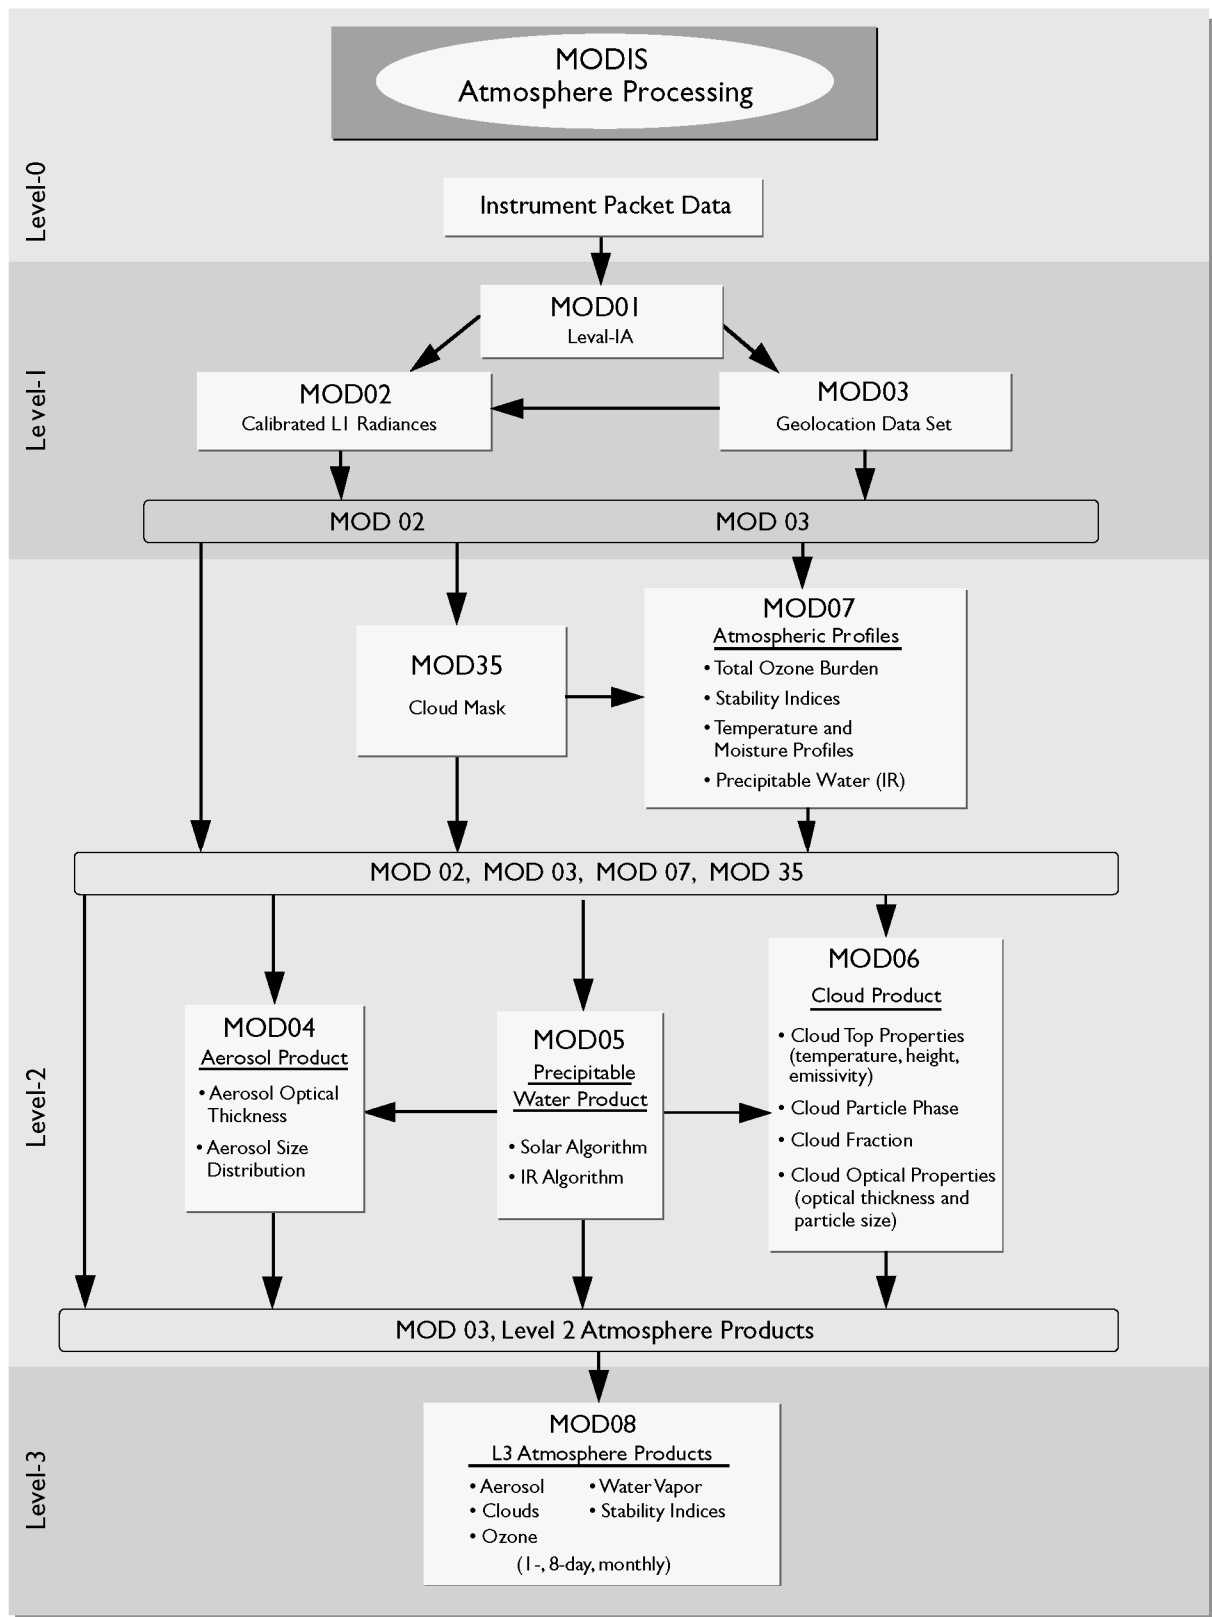 MODIS
Atmosphere Processing
Level-0
Instrument Packet Data
Level-1
MOD01
Leval-IA
MOD02
Calibrated L1 Radiances
MOD03
Geolocation Data Set
MOD 02
MOD 03
Level-2
MOD35
Cloud Mask
MOD07
Atmospheric Profiles
• Total Ozone Burden
• Stability Indices
• Temperature and
Moisture Profiles
• Precipitable Water (IR)
MOD 02, MOD 03, MOD 07, MOD 35
MOD04
Aerosol Product
• Aerosol Optical
Thickness
• Aerosol Size
Distribution
MOD05
Precipitable
Water Product
• Solar Algorithm
• IR Algorithm
MOD06
Cloud Product
• Cloud Top Properties
(temperature, height,
emissivity)
• Cloud Particle Phase
• Cloud Fraction
• Cloud Optical Properties
(optical thickness and
particle size)
MOD 03, Level 2 Atmosphere Products
Level-3
MOD08
L3 Atmosphere Products
• Aerosol
• Clouds
• Ozone
• Water Vapor
• Stability Indices
(1-, 8-day, monthly)